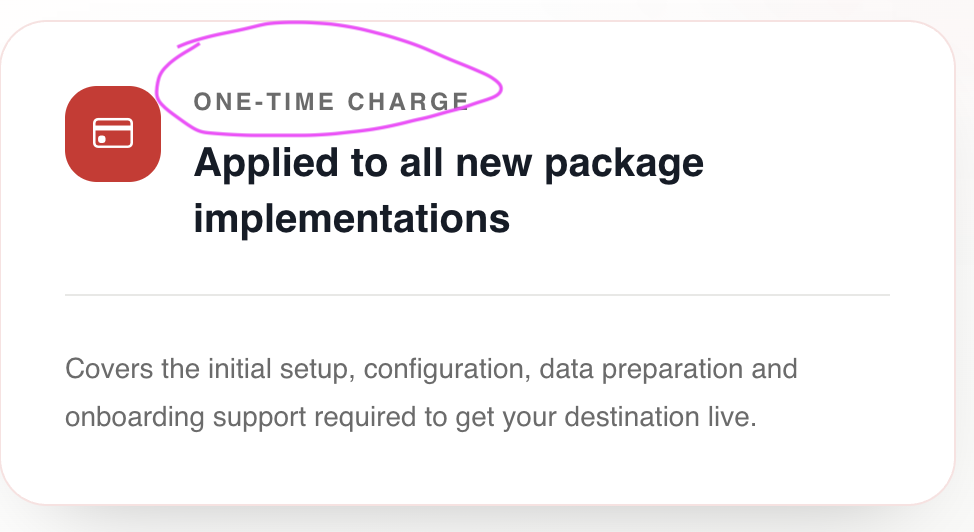 ONE-TIME CHARGE
Applied to all new package
implementations
Covers the initial setup, configuration, data preparation and
onboarding support required to get your destination live.